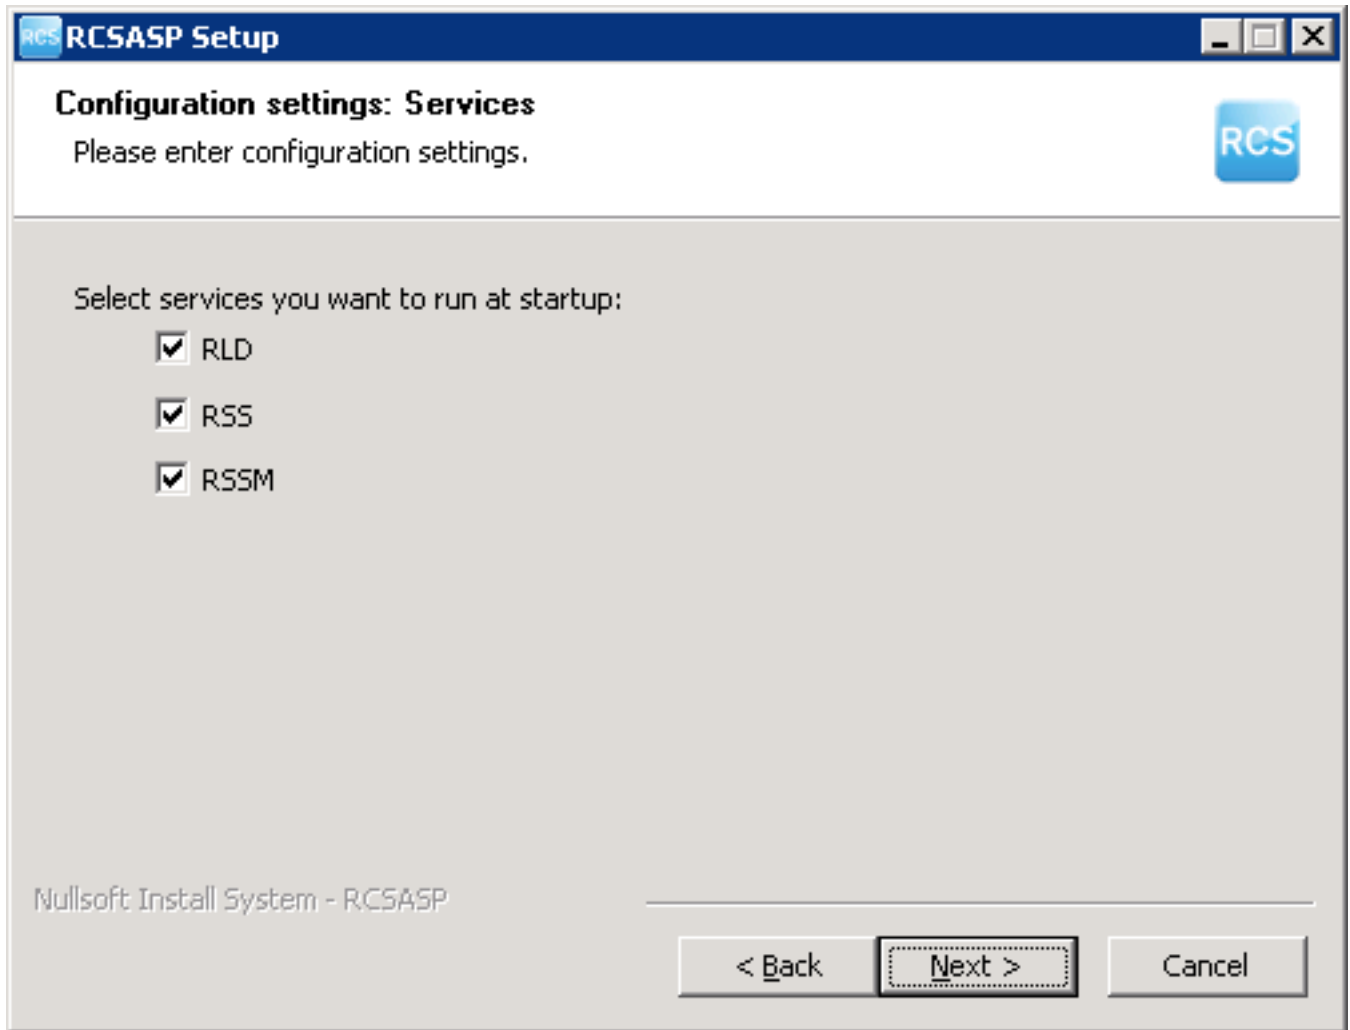 RCS RCSASP Setup
Configuration settings: Services
Please enter configuration settings.
RCS
Select services you want to run at startup:
RLD
RSS
RSSM
Nullsoft Install System - RCSASP
< Back Next > Cancel